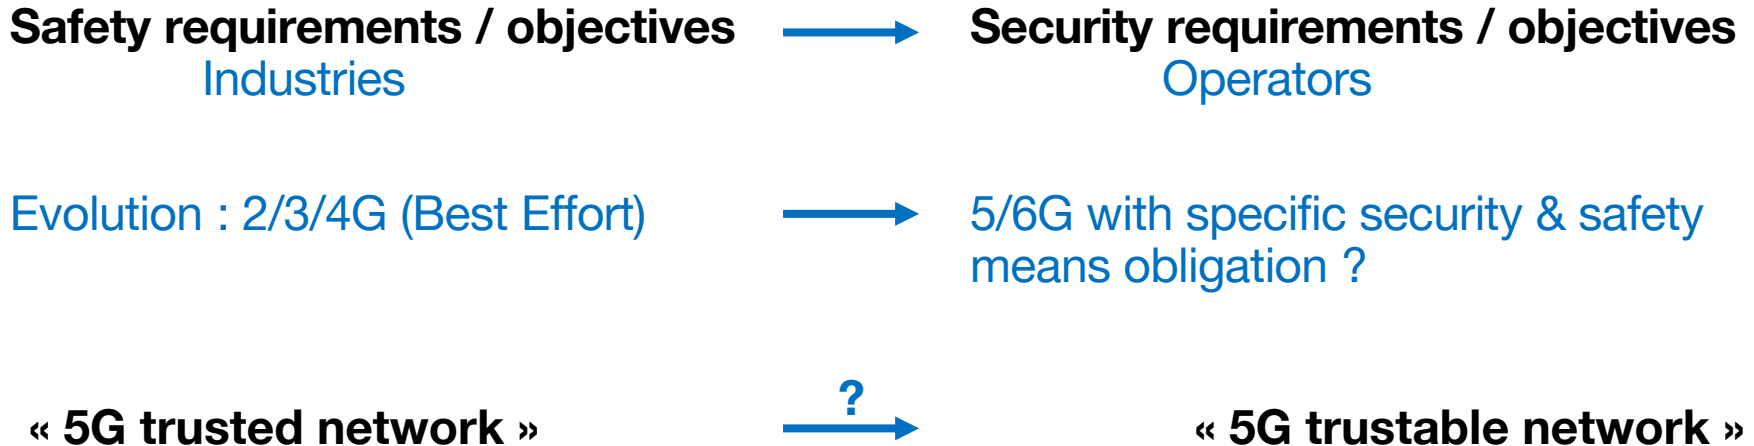 Safety requirements / objectives
Security requirements / objectives
Industries
Operators
Evolution : 2/3/4G (Best Effort)
5/6G with specific security & safety
means obligation ?
?
« 5G trusted network »
« 5G trustable network »